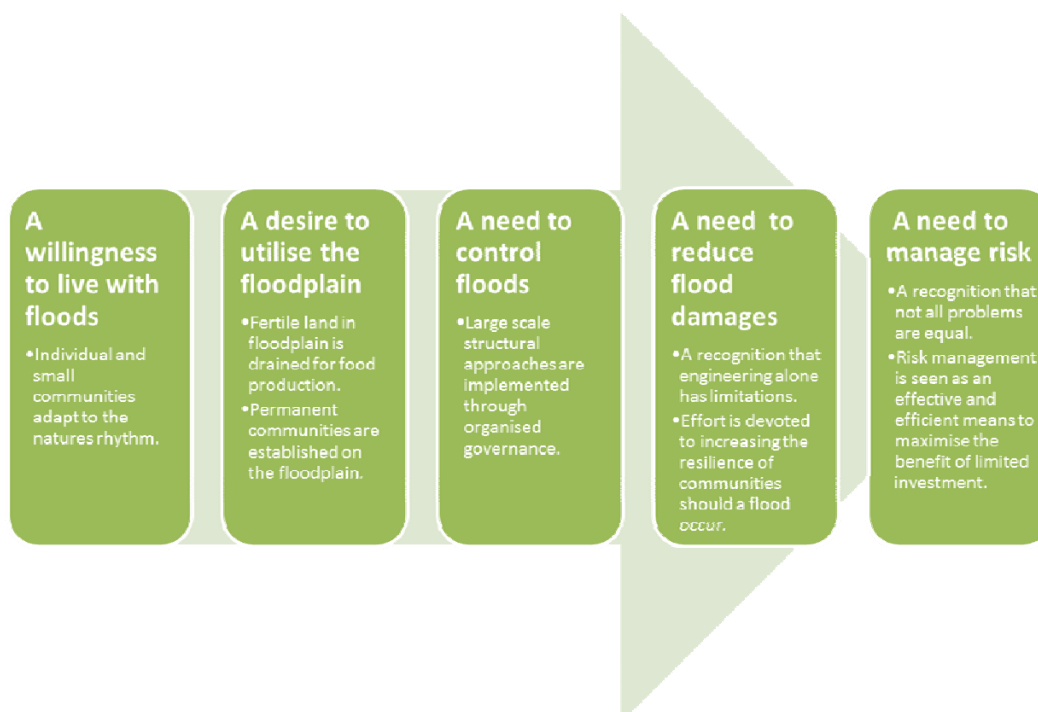 A
willingness
to live with
floods
•Individual and
small
communities
adapt to the
natures rhythm.
A desire to
utilise the
floodplain
•Fertile land in
floodplain is
drained for food
production.
•Permanent
communities are
established on
the floodplain.
A need to
control
floods
•Large scale
structural
approaches are
implemented
through
organised
governance.
A need to
reduce
flood
damages
•A recognition that
engineering alone
has limitations.
•Effort is devoted
to increasing the
resilience of
communities
should a flood
occur.
A need to
manage risk
•A recognition that
not all problems
are equal.
•Risk management
is seen as an
effective and
efficient means to
maximise the
benefit of limited
investment.